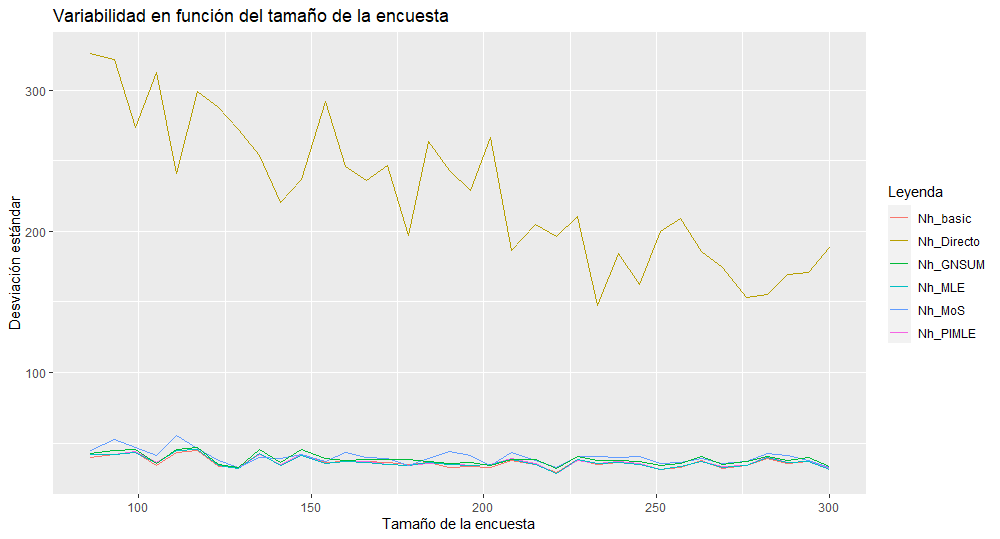 Variabilidad en función del tamaño de la encuesta
Desviación estándar
300
200
100
100
150
200
250
300
Tamaño de la encuesta
Leyenda
Nh_basic
Nh_Directo
Nh_GNSUM
Nh_MLE
Nh_MoS
Nh_PIMLE